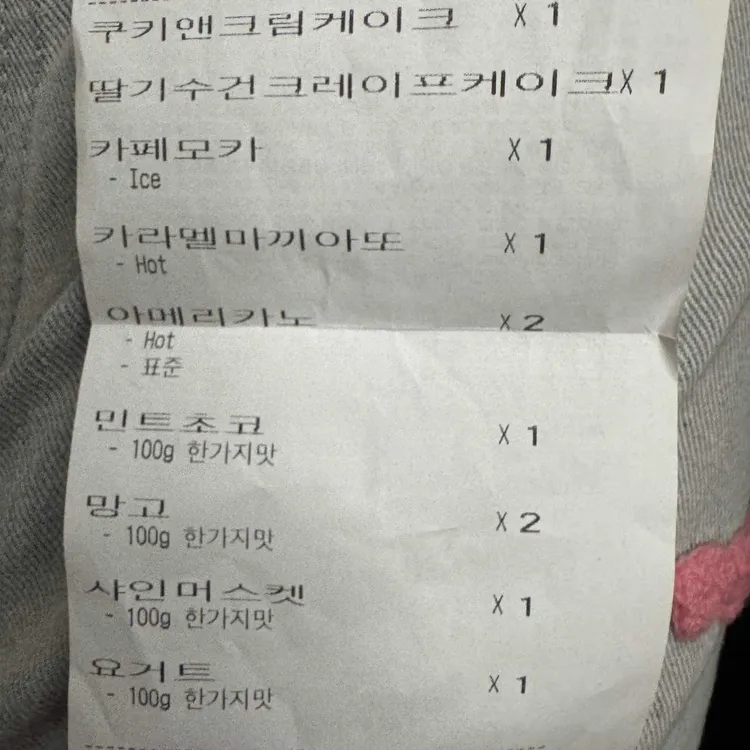 쿠키앤크림케이크 X 1
딸기수건크레이프케이크X 1
카페모카 X 1
- Ice
카라멜마끼아또 X 1
- Hot
아메리카노 X 2
- Hot
- 표준
민트초코 X 1
- 100g 한가지맛
망고 X 2
- 100g 한가지맛
샤인머스켓 X 1
- 100g 한가지맛
요거트 X 1
- 100g 한가지맛